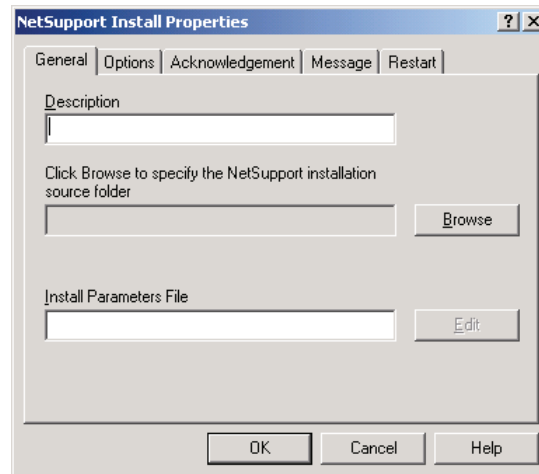 NetSupport Install Properties
General Options Acknowledgement Message Restart
Description
Click Browse to specify the NetSupport installation
source folder
Browse
Install Parameters File
Edit
OK Cancel Help